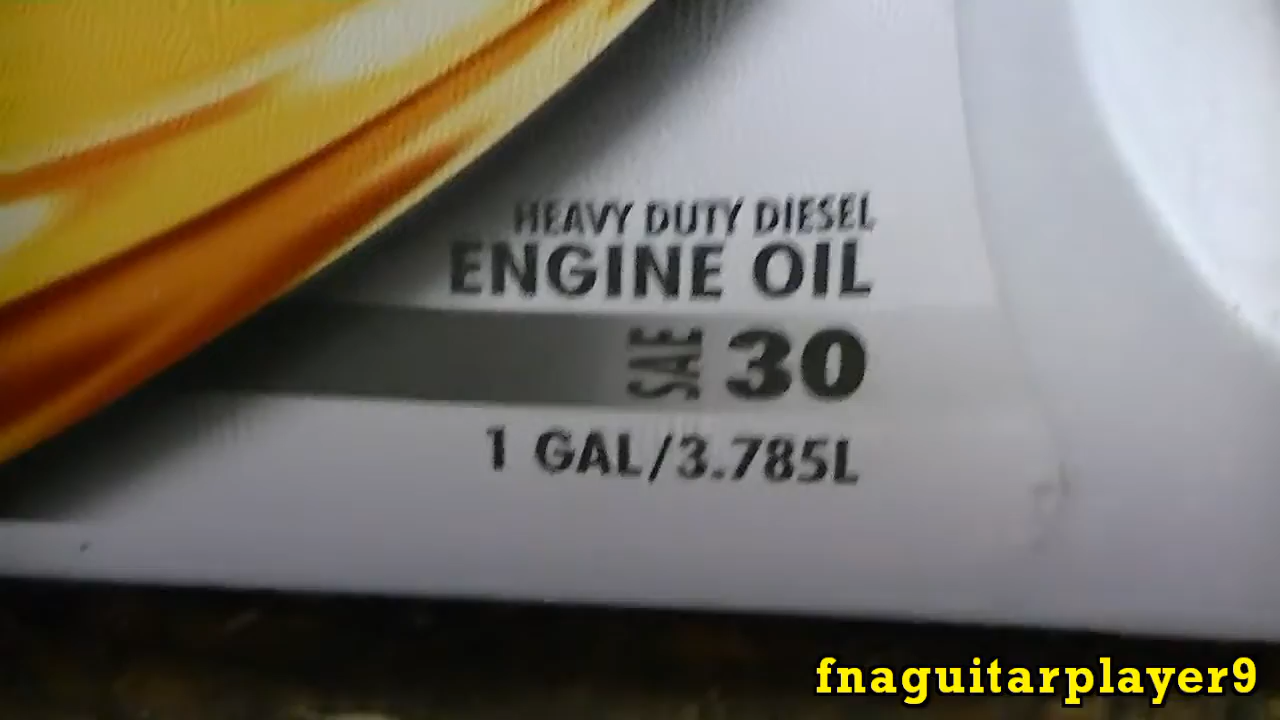 HEAVY DUTY DIESEL
ENGINE OIL
SAE 30
1 GAL/3.785L
fnaguitarplayer9